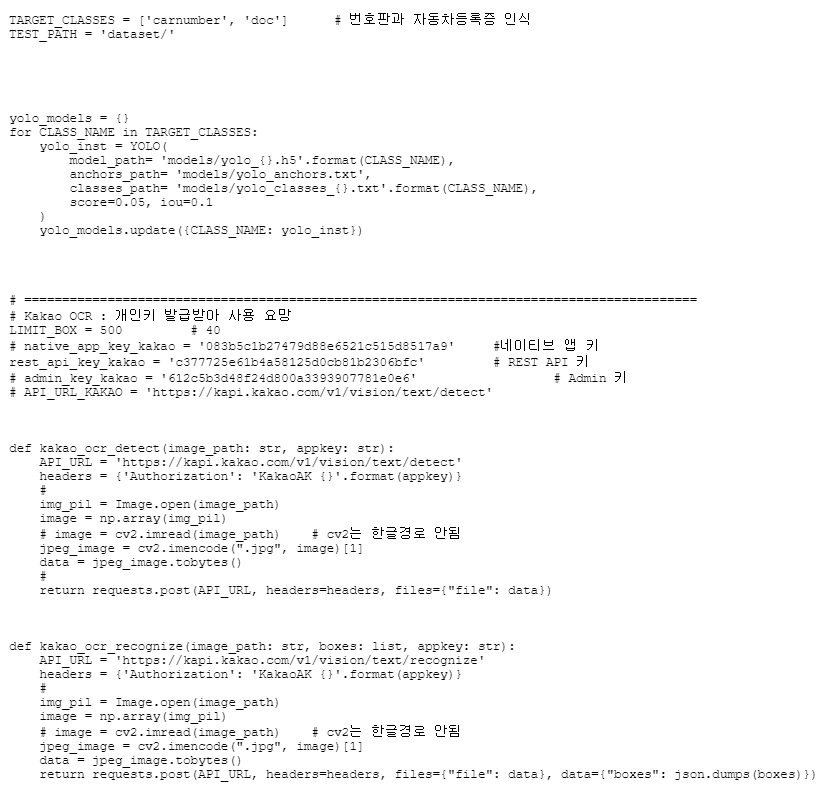 TARGET_CLASSES = ['carnumber', 'doc']      # 번호판과 자동차등록증 인식
TEST_PATH = 'dataset/'
yolo_models = {}
for CLASS_NAME in TARGET_CLASSES:
    yolo_inst = YOLO(
        model_path= 'models/yolo_{}.h5'.format(CLASS_NAME),
        anchors_path= 'models/yolo_anchors.txt',
        classes_path= 'models/yolo_classes_{}.txt'.format(CLASS_NAME),
        score=0.05, iou=0.1
    )
    yolo_models.update({CLASS_NAME: yolo_inst})
# ==========================================================================================
# Kakao OCR : 개인키 발급받아 사용 요망
LIMIT_BOX = 500         # 40
# native_app_key_kakao = '083b5c1b27479d88e6521c515d8517a9'     #네이티브 앱 키
rest_api_key_kakao = 'c377725e61b4a58125d0cb81b2306bfc'         # REST API 키
# admin_key_kakao = '612c5b3d48f24d800a3393907781e0e6'                  # Admin 키
# API_URL_KAKAO = 'https://kapi.kakao.com/v1/vision/text/detect'
def kakao_ocr_detect(image_path: str, appkey: str):
    API_URL = 'https://kapi.kakao.com/v1/vision/text/detect'
    headers = {'Authorization': 'KakaoAK {}'.format(appkey)}
    #
    img_pil = Image.open(image_path)
    image = np.array(img_pil)
    # image = cv2.imread(image_path)    # cv2는 한글경로 안됨
    jpeg_image = cv2.imencode(".jpg", image)[1]
    data = jpeg_image.tobytes()
    #
    return requests.post(API_URL, headers=headers, files={"file": data})
def kakao_ocr_recognize(image_path: str, boxes: list, appkey: str):
    API_URL = 'https://kapi.kakao.com/v1/vision/text/recognize'
    headers = {'Authorization': 'KakaoAK {}'.format(appkey)}
    #
    img_pil = Image.open(image_path)
    image = np.array(img_pil)
    # image = cv2.imread(image_path)    # cv2는 한글경로 안됨
    jpeg_image = cv2.imencode(".jpg", image)[1]
    data = jpeg_image.tobytes()
    return requests.post(API_URL, headers=headers, files={"file": data}, data={"boxes": json.dumps(boxes)})